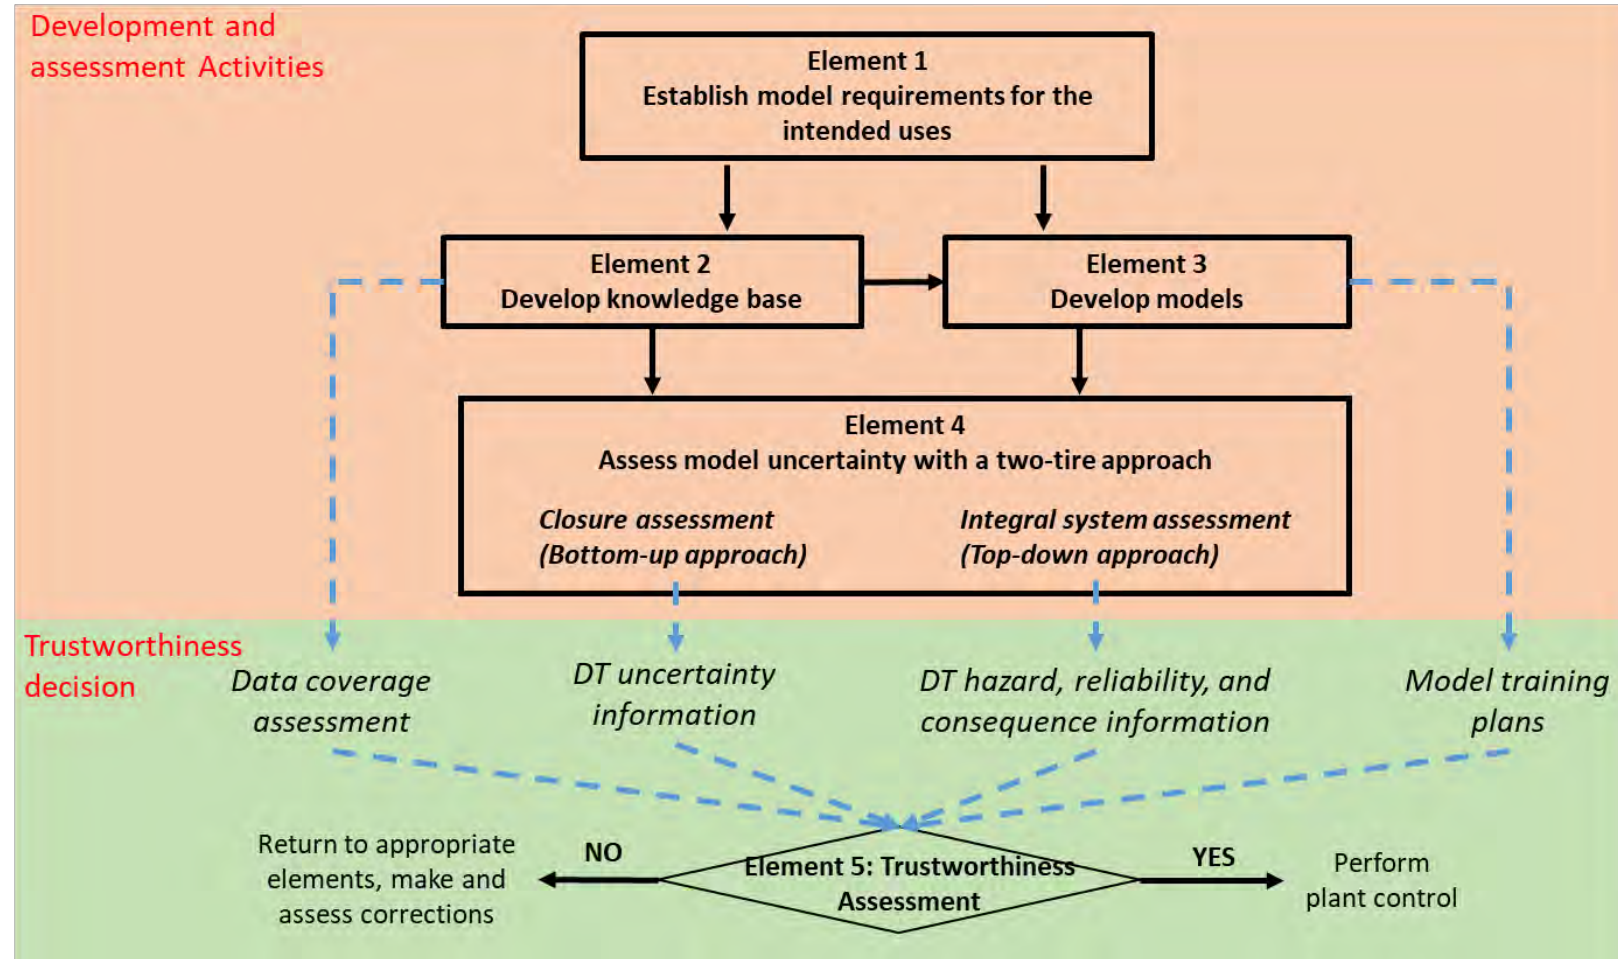 Development and
assessment Activities
Element 1
Establish model requirements for the
intended uses
Element 2
Develop knowledge base
Element 3
Develop models
Element 4
Assess model uncertainty with a two-tire approach
Closure assessment
(Bottom-up approach)
Integral system assessment
(Top-down approach)
Trustworthiness
decision
Data coverage
assessment
DT uncertainty
information
DT hazard, reliability, and
consequence information
Model training
plans
Return to appropriate
elements, make and
assess corrections
NO
Element 5: Trustworthiness
Assessment
YES
Perform
plant control